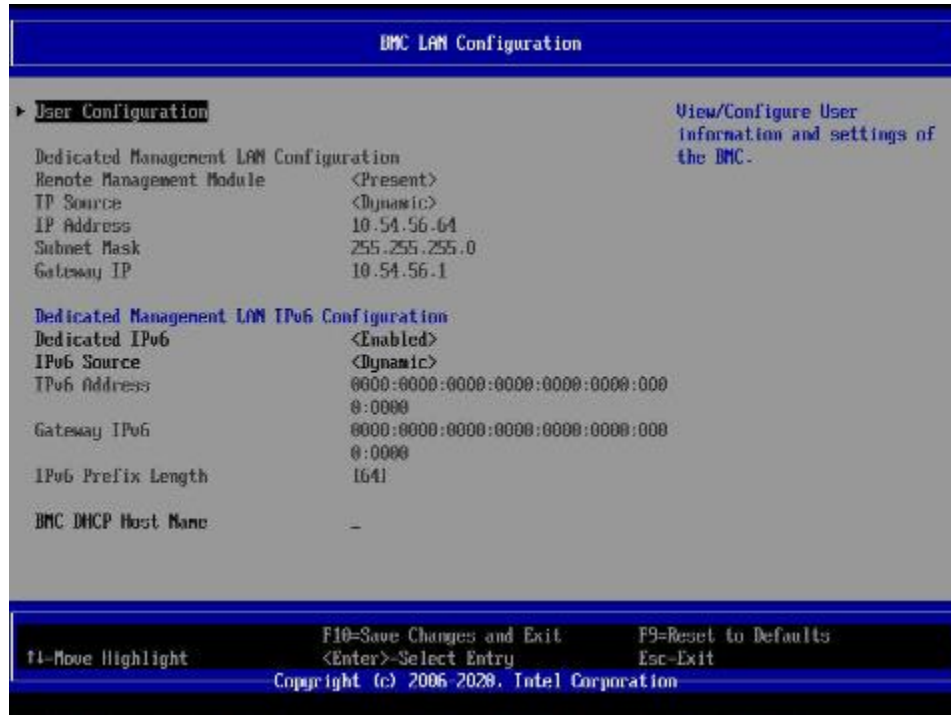 BMC LAN Configuration
User Configuration
View/Configure User
information and settings of
the BMC.
Dedicated Management LAN Configuration
Remote Management Module <Present>
IP Source <Dynamic>
IP Address 10.54.56.64
Subnet Mask 255.255.255.0
Gateway IP 10.54.56.1
Dedicated Management LAN IPv6 Configuration
Dedicated IPv6 <Enabled>
IPv6 Source <Dynamic>
IPv6 Address 0000:0000:0000:0000:0000:0000:000
0:0000
Gateway IPv6 0000:0000:0000:0000:0000:0000:000
0:0000
IPv6 Prefix Length [64]
BMC DHCP Host Name _
F10=Save Changes and Exit F9=Reset to Defaults
↑↓=Move Highlight <Enter>=Select Entry Esc=Exit
Copyright (c) 2006-2020, Intel Corporation